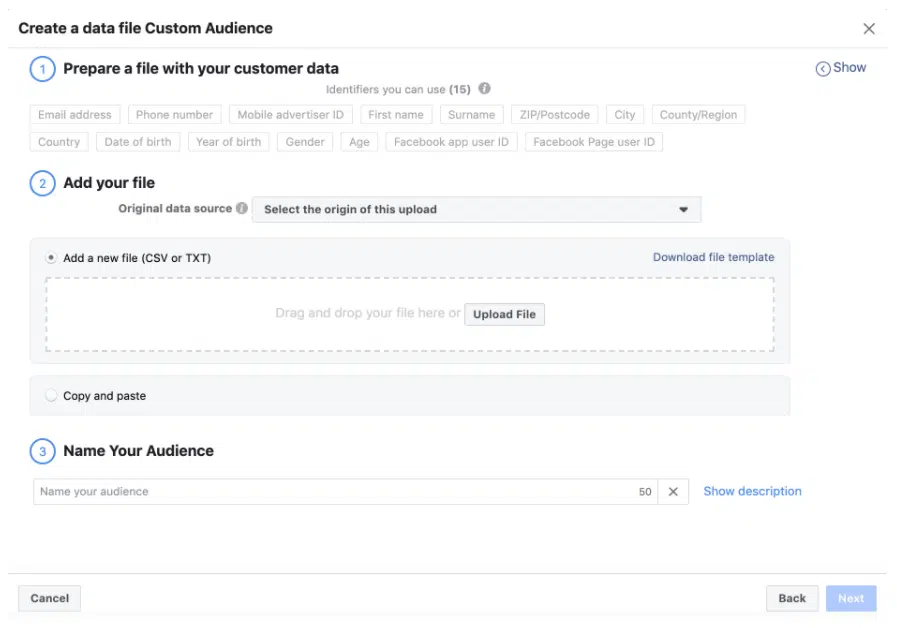 Create a data file Custom Audience
1 Prepare a file with your customer data
Show
Identifiers you can use (15)
Email address Phone number Mobile advertiser ID First name Surname ZIP/Postcode City County/Region
Country Date of birth Year of birth Gender Age Facebook app user ID Facebook Page user ID
2 Add your file
Original data source Select the origin of this upload
Add a new file (CSV or TXT) Download file template
Drag and drop your file here or Upload File
Copy and paste
3 Name Your Audience
Name your audience 50 Show description
Cancel Back Next